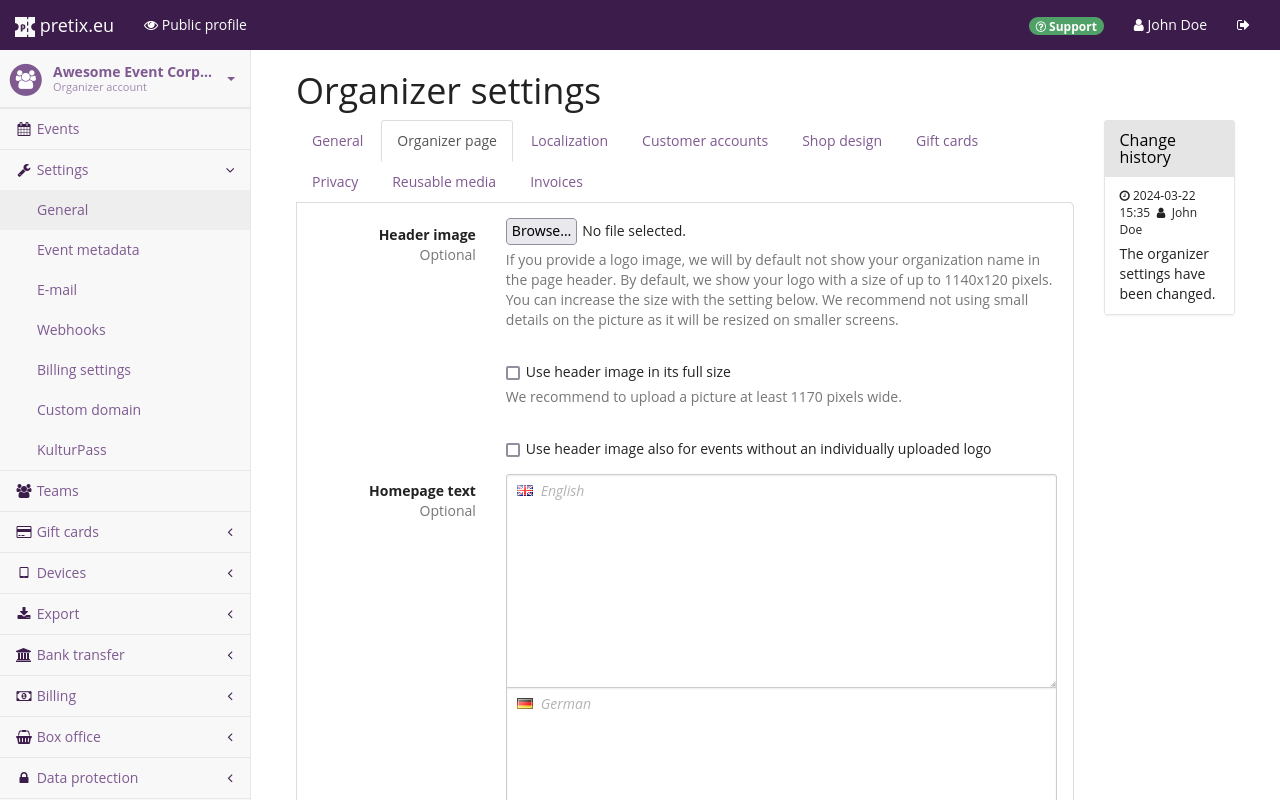 pretix.eu
Public profile
Support
John Doe
Awesome Event Corp...
Organizer account
Events
Settings
General
Event metadata
E-mail
Webhooks
Billing settings
Custom domain
KulturPass
Teams
Gift cards
Devices
Export
Bank transfer
Billing
Box office
Data protection
Organizer settings
General
Organizer page
Localization
Customer accounts
Shop design
Gift cards
Privacy
Reusable media
Invoices
Header image
Optional
Browse...
No file selected.
If you provide a logo image, we will by default not show your organization name in
the page header. By default, we show your logo with a size of up to 1140x120 pixels.
You can increase the size with the setting below. We recommend not using small
details on the picture as it will be resized on smaller screens.
Use header image in its full size
We recommend to upload a picture at least 1170 pixels wide.
Use header image also for events without an individually uploaded logo
Homepage text
Optional
English
German
Change
history
2024-03-22
15:35 John
Doe
The organizer
settings have
been changed.